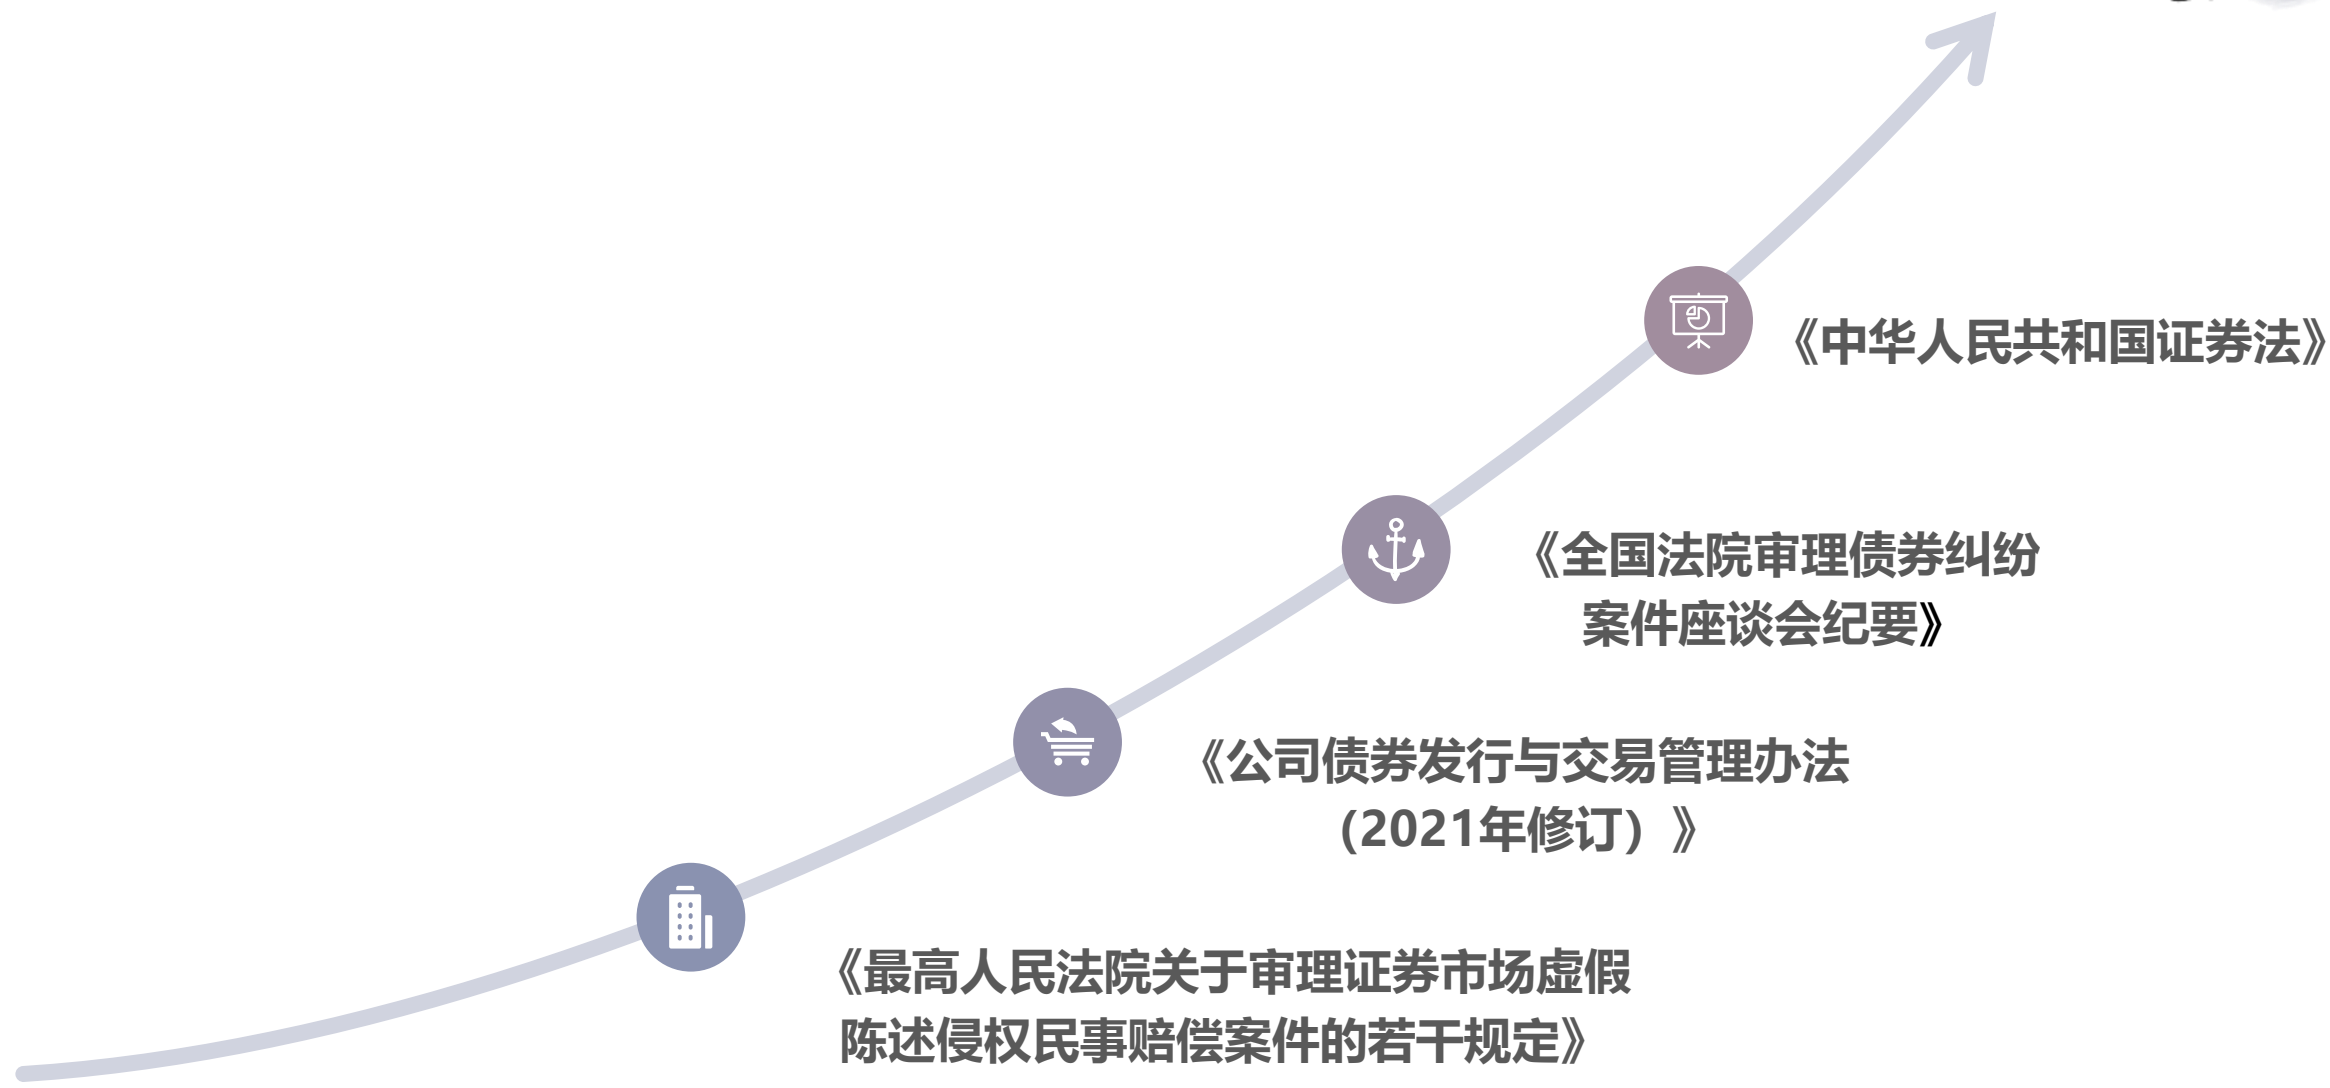 《中华人民共和国证券法》
《全国法院审理债券纠纷
案件座谈会纪要》
《公司债券发行与交易管理办法
（2021年修订）》
《最高人民法院关于审理证券市场虚假
陈述侵权民事赔偿案件的若干规定》